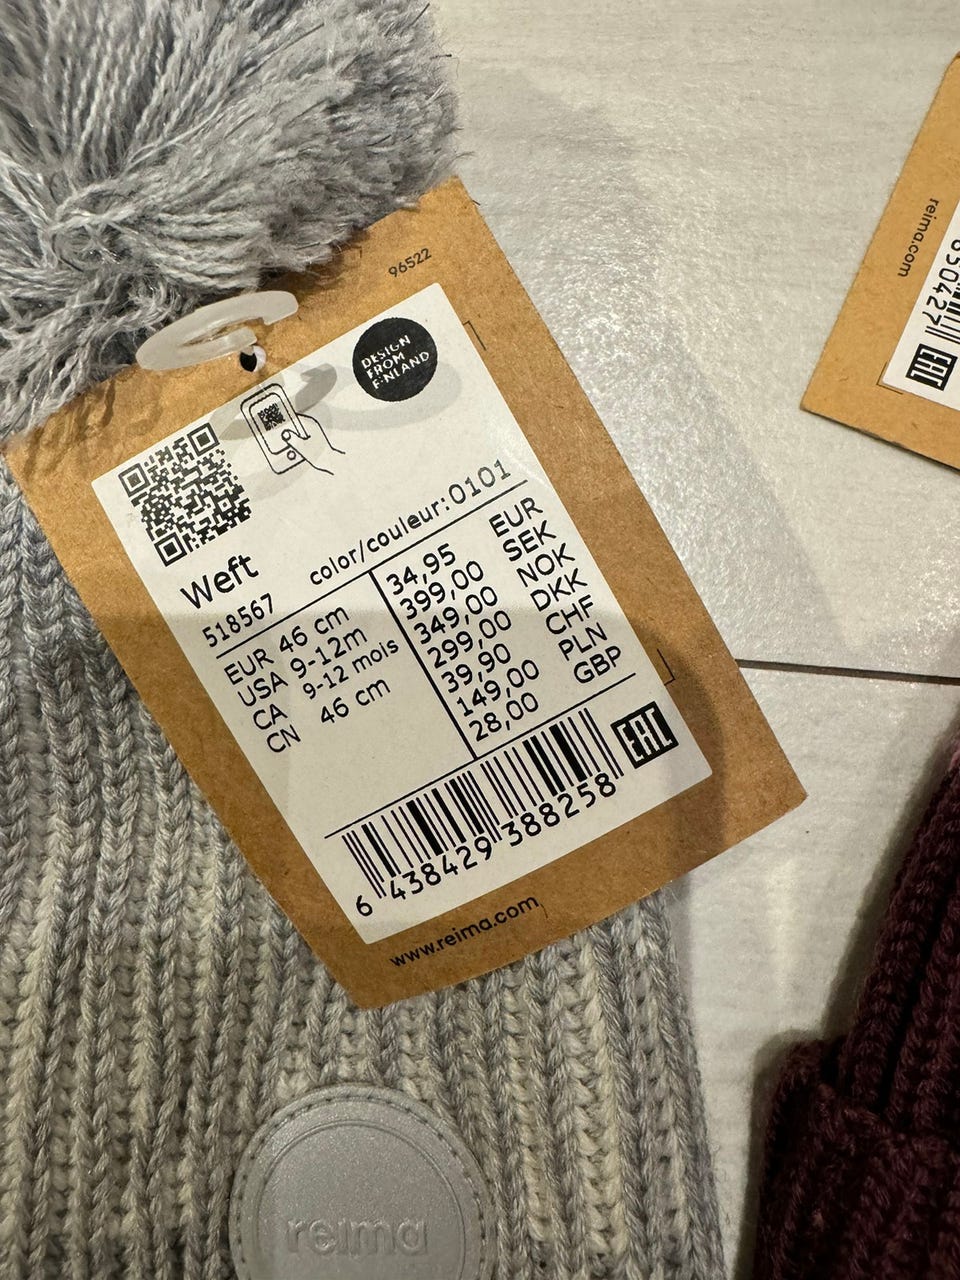 96522
DESIGN
FROM
FINLAND
Weft
518567
color/couleur:0101
EUR 46 cm
USA 9-12m
CA 9-12 mois
CN 46 cm
34,95 EUR
399,00 SEK
349,00 NOK
299,00 DKK
39,90 CHF
149,00 PLN
28,00 GBP
6 438429 388258
EAC
www.reima.com
reima
reima.com
50427
EAC